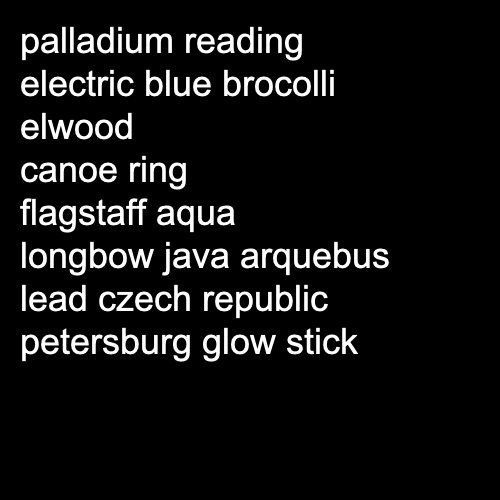 palladium reading
electric blue brocolli
elwood
canoe ring
flagstaff aqua
longbow java arquebus
lead czech republic
petersburg glow stick